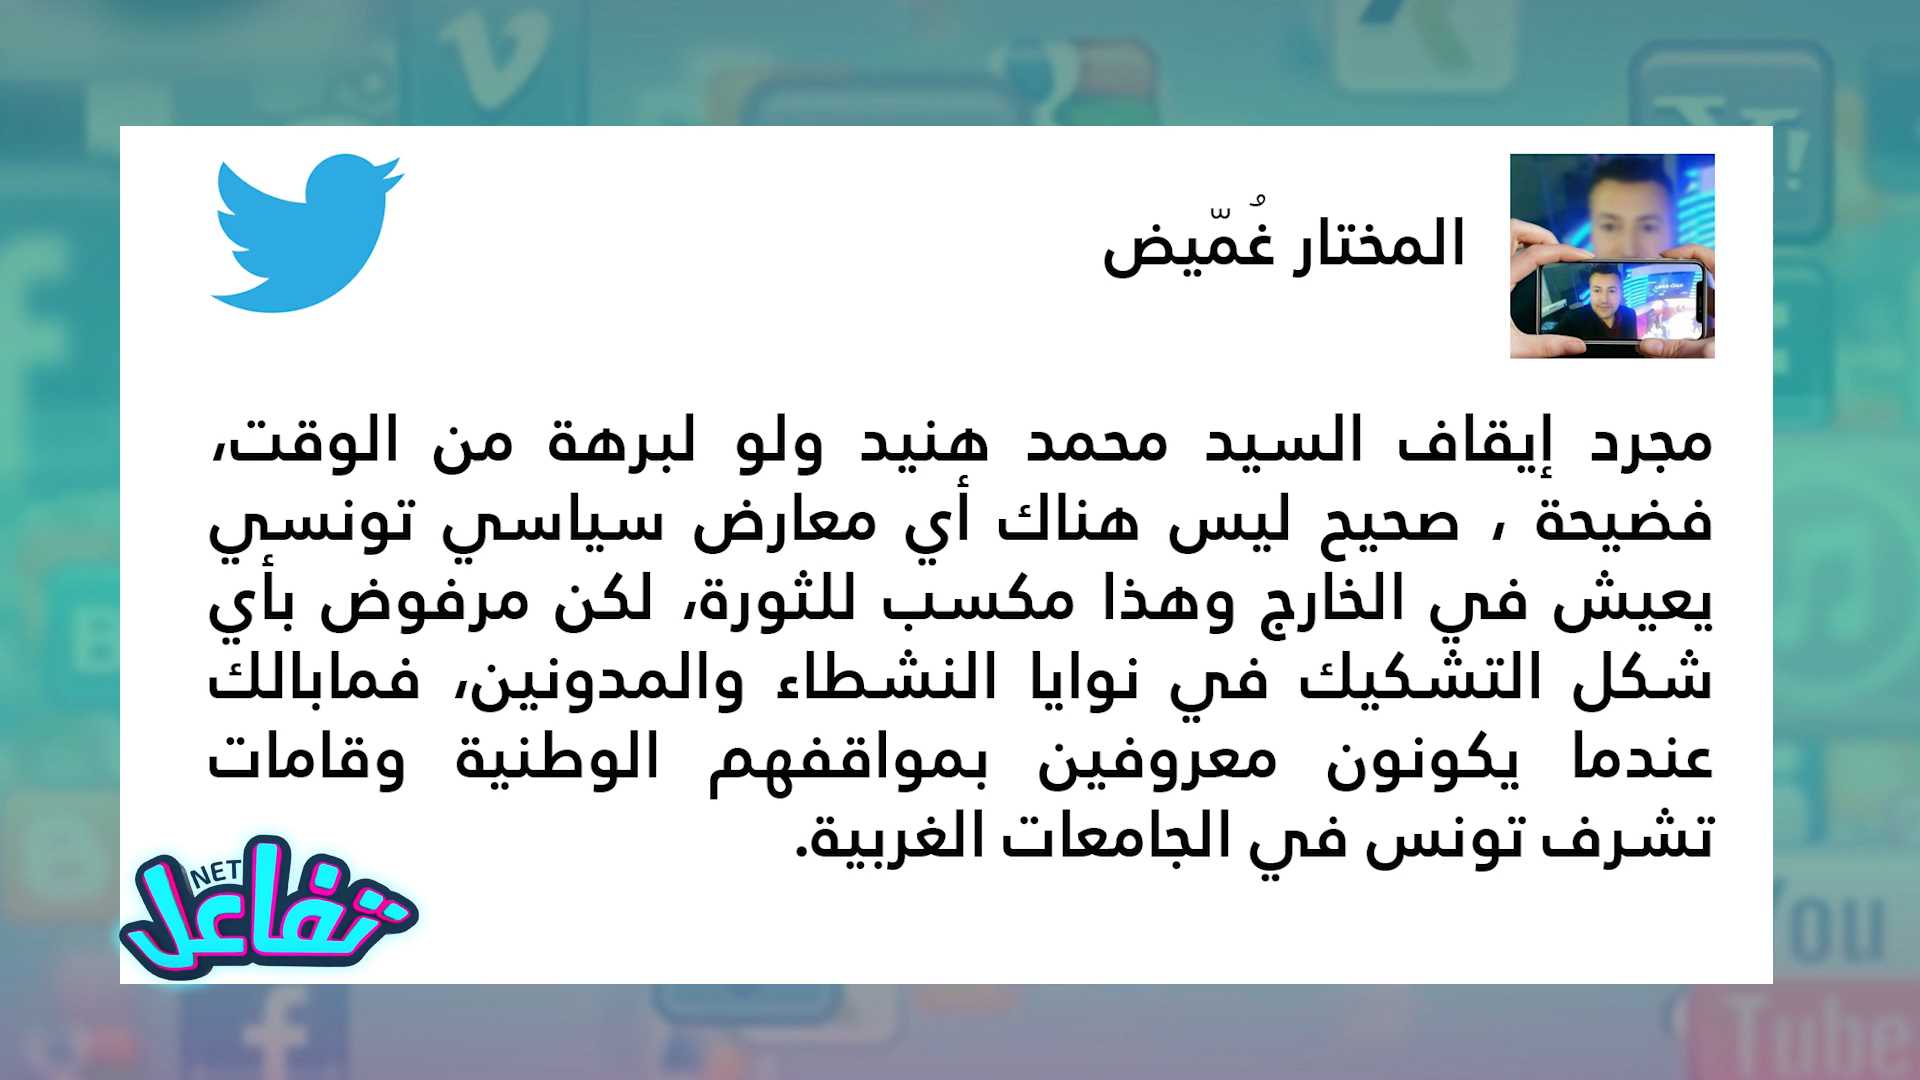 المختار غُمّيض
مجرد إيقاف السيد محمد هنيد ولو لبرهة من الوقت،
فضيحة ، صحيح ليس هناك أي معارض سياسي تونسي
يعيش في الخارج وهذا مكسب للثورة، لكن مرفوض بأي
شكل التشكيك في نوايا النشطاء والمدونين، فمابالك
عندما يكونون معروفين بمواقفهم الوطنية وقامات
تشرف تونس في الجامعات الغربية.
NET
تفاعل
You
Tube